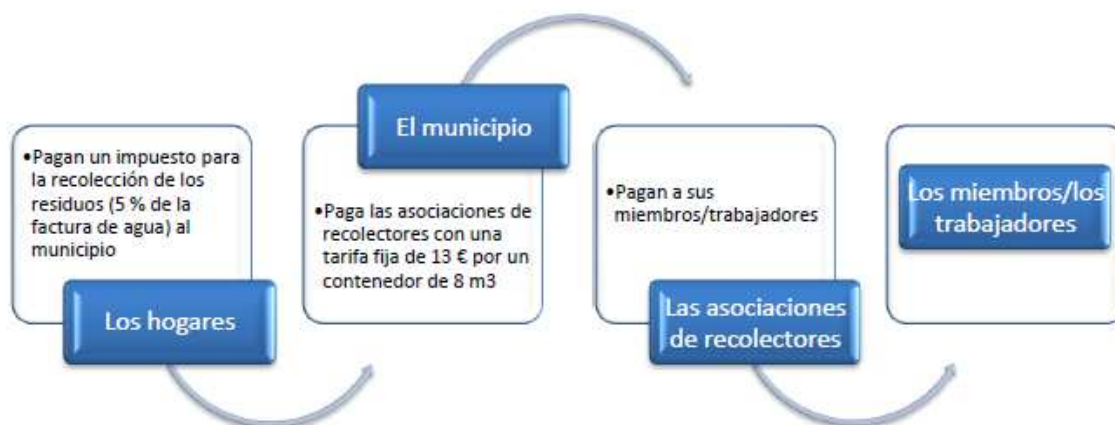 •Pagan un impuesto para
la recolección de los
residuos (5 % de la
factura de agua) al
municipio
Los hogares
El municipio
•Paga las asociaciones de
recolectores con una
tarifa fija de 13 € por un
contenedor de 8 m3
•Pagan a sus
miembros/trabajadores
Las asociaciones
de recolectores
Los miembros/los
trabajadores